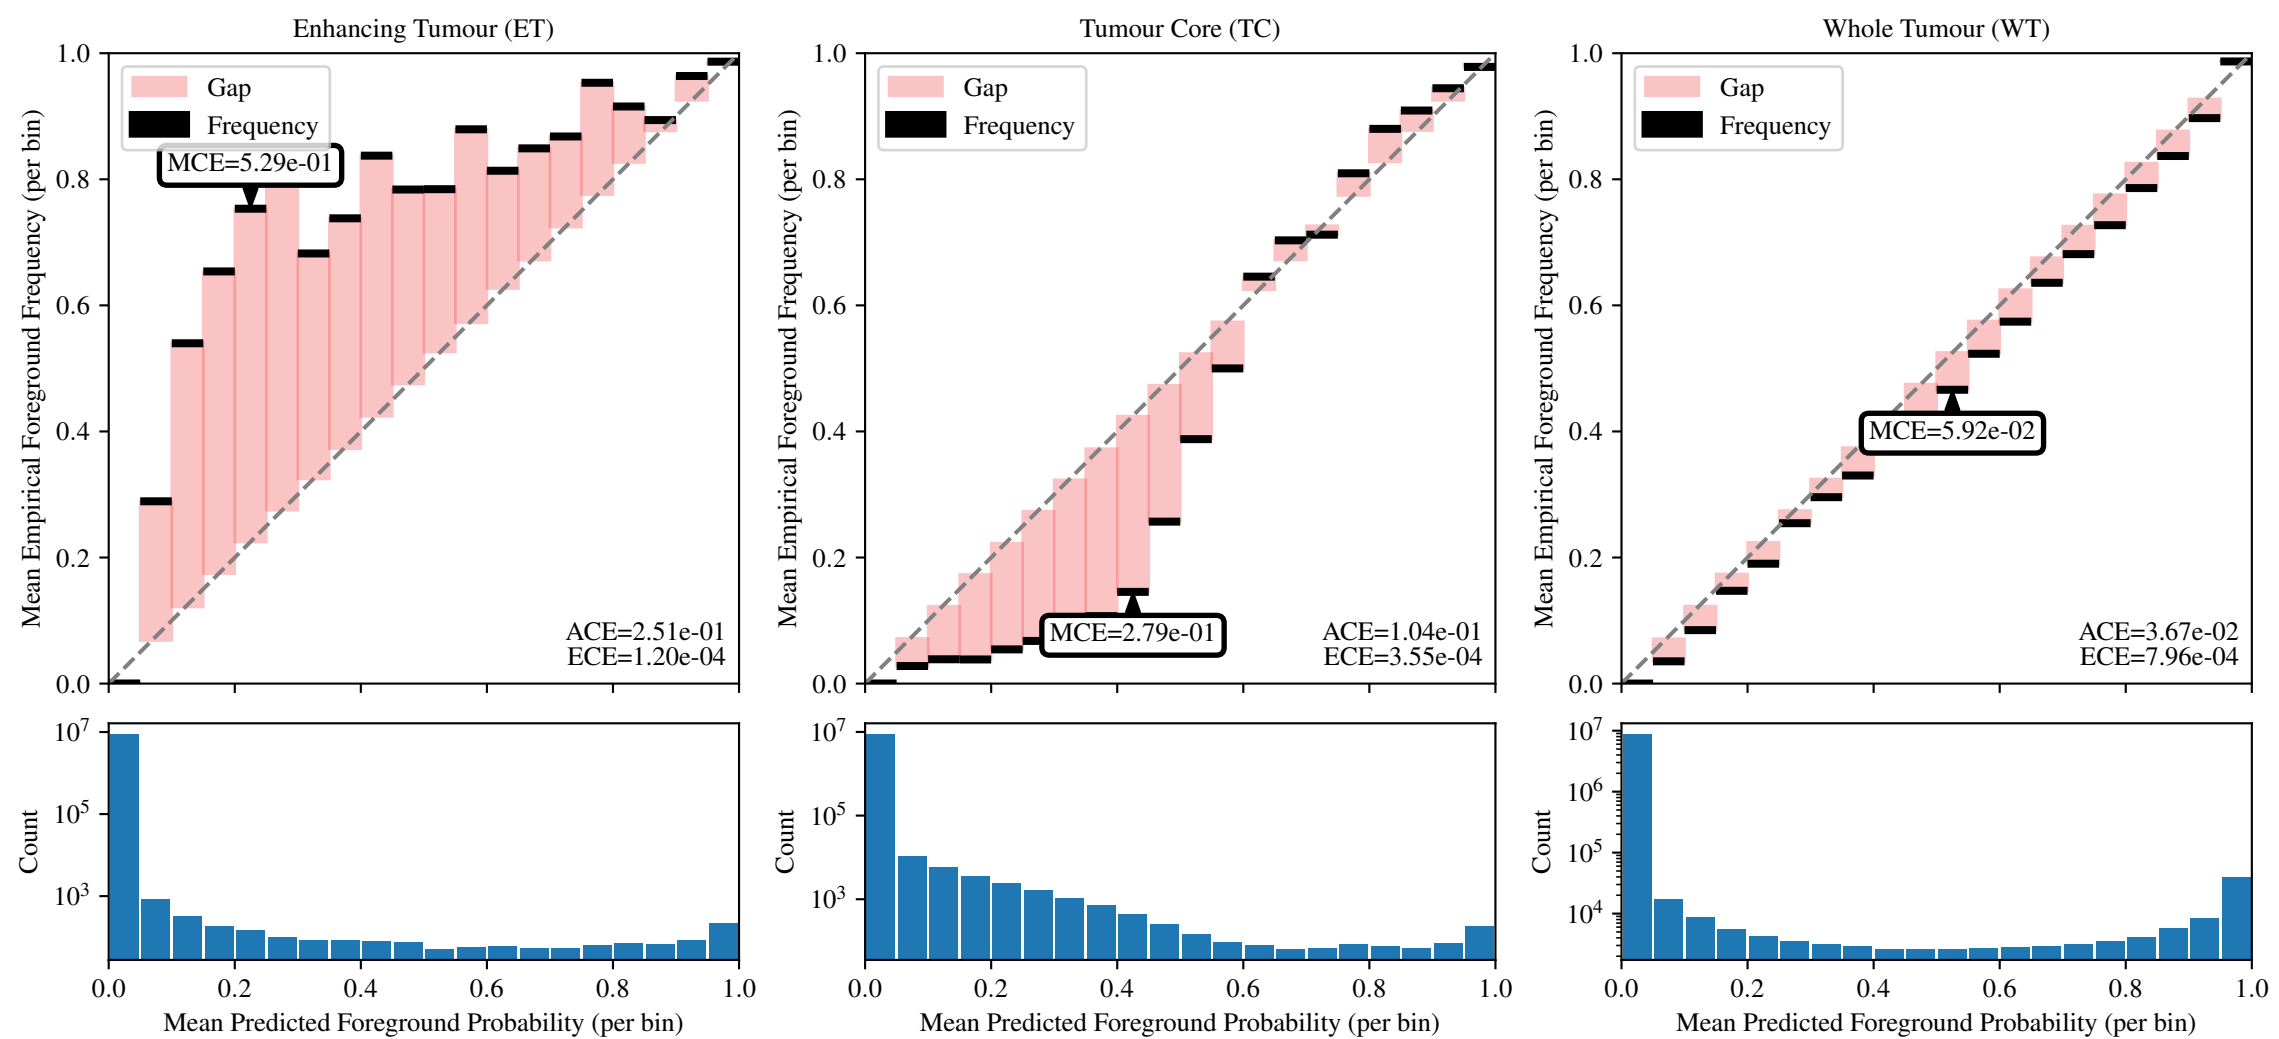 Enhancing Tumour (ET)
Mean Empirical Foreground Frequency (per bin)
1.0
0.8
0.6
0.4
0.2
0.0
Gap
Frequency
MCE=5.29e-01
ACE=2.51e-01
ECE=1.20e-04
Count
10^7
10^5
10^3
0.0 0.2 0.4 0.6 0.8 1.0
Mean Predicted Foreground Probability (per bin)
Tumour Core (TC)
Mean Empirical Foreground Frequency (per bin)
1.0
0.8
0.6
0.4
0.2
0.0
Gap
Frequency
MCE=2.79e-01
ACE=1.04e-01
ECE=3.55e-04
Count
10^7
10^5
10^3
0.0 0.2 0.4 0.6 0.8 1.0
Mean Predicted Foreground Probability (per bin)
Whole Tumour (WT)
Mean Empirical Foreground Frequency (per bin)
1.0
0.8
0.6
0.4
0.2
0.0
Gap
Frequency
MCE=5.92e-02
ACE=3.67e-02
ECE=7.96e-04
Count
10^7
10^6
10^5
10^4
0.0 0.2 0.4 0.6 0.8 1.0
Mean Predicted Foreground Probability (per bin)